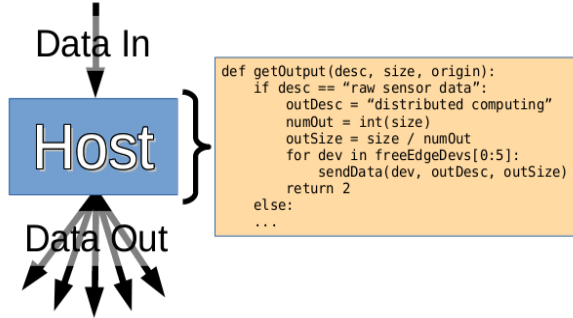 Data In
Host
Data Out
def getOutput(desc, size, origin):
    if desc == “raw sensor data”:
        outDesc = “distributed computing”
        numOut = int(size)
        outSize = size / numOut
        for dev in freeEdgeDevs[0:5]:
            sendData(dev, outDesc, outSize)
        return 2
    else:
    ...